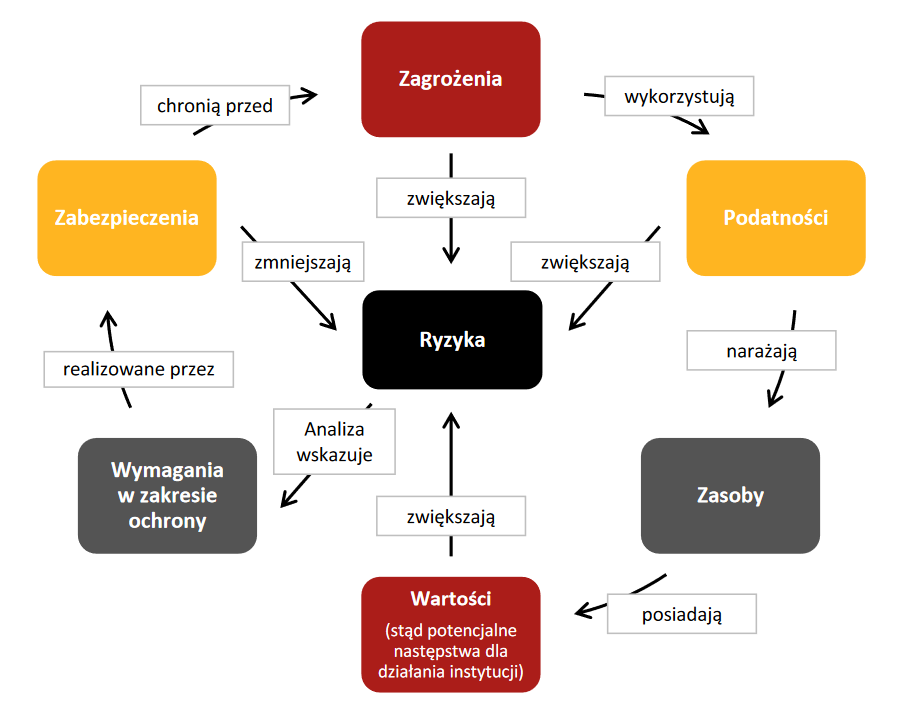 Zagrożenia
chronią przed
wykorzystują
zwiększają
Zabezpieczenia
Podatności
zmniejszają
zwiększają
Ryzyka
narażają
realizowane przez
Analiza
wskazuje
Wymagania
w zakresie
ochrony
Zasoby
zwiększają
Wartości
(stąd potencjalne
następstwa dla
działania instytucji)
posiadają